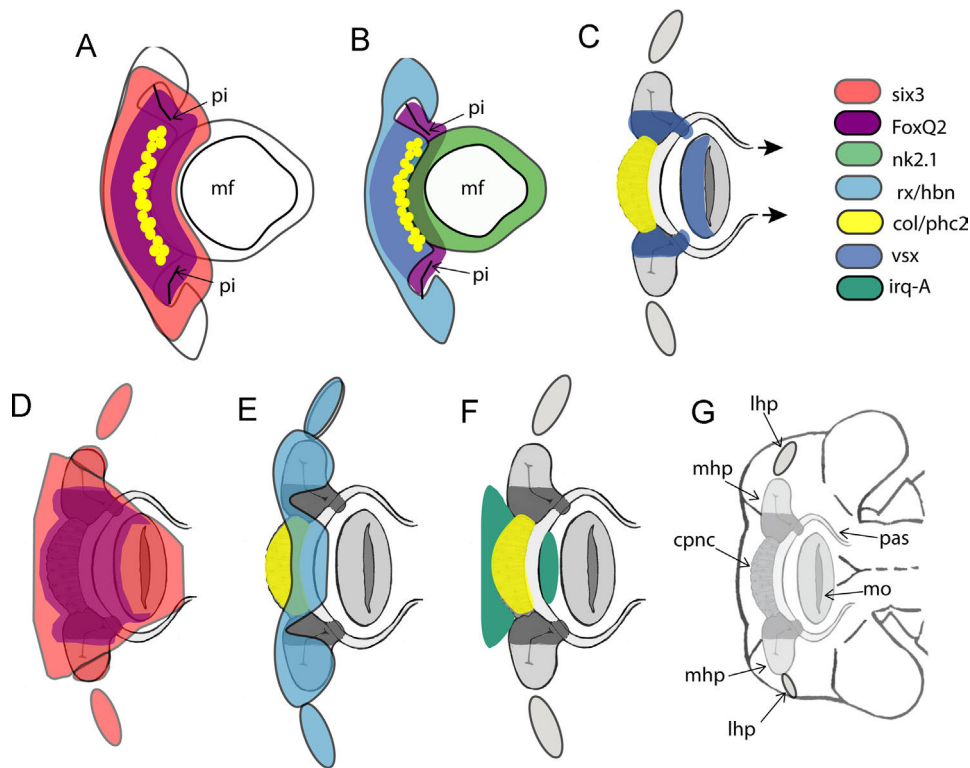 A
pi
mf
pi
B
pi
mf
pi
C
six3
FoxQ2
nk2.1
rx/hbn
col/phc2
vsx
irq-A
D
E
F
G
lhp
mhp
cpnc
pas
mo
mhp
lhp